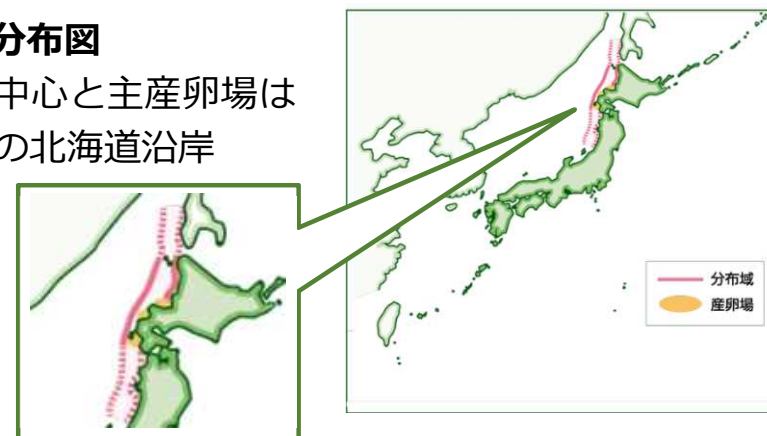 分布図
中心と主産卵場は
の北海道沿岸
分布域
産卵場